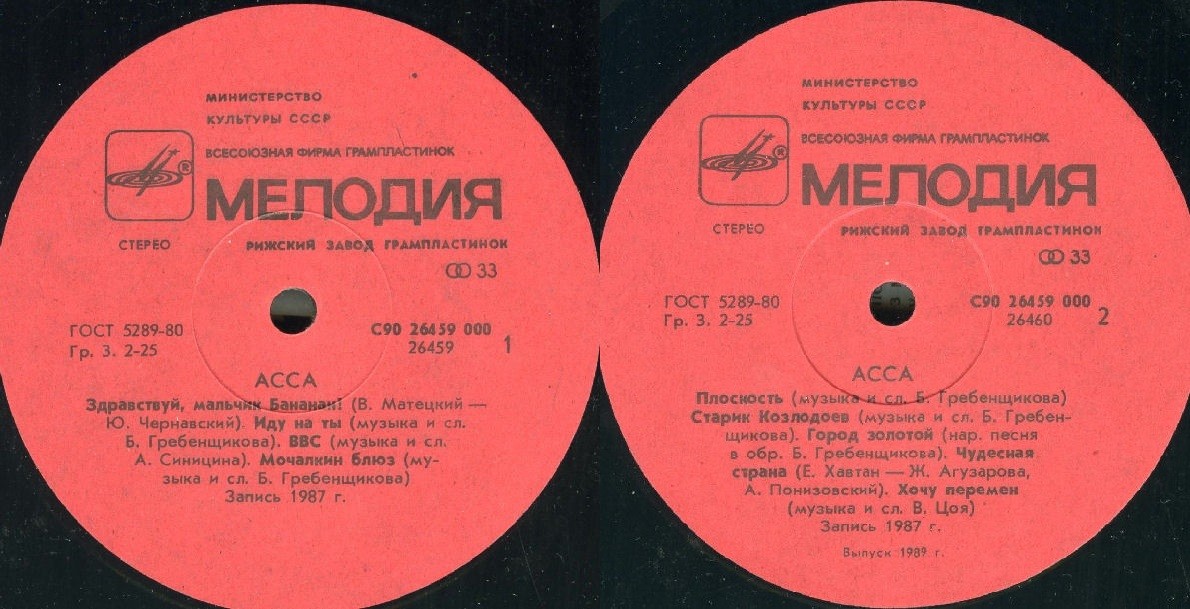 МИНИСТЕРСТВО
КУЛЬТУРЫ СССР
ВСЕСОЮЗНАЯ ФИРМА ГРАМПЛАСТИНОК
®
МЕЛОДИЯ
СТЕРЕО
РИЖСКИЙ ЗАВОД ГРАМПЛАСТИНОК
33
ГОСТ 5289-80
Гр. 3. 2-25
С90 26459 000
26459
1
АССА
Здравствуй, мальчик Бананан! (В. Матецкий —
Ю. Чернавский). Иду на ты (музыка и сл.
Б. Гребенщикова). ВВС (музыка и сл.
А. Синицина). Мочалкин блюз (му-
зыка и сл. Б. Гребенщикова)
Запись 1987 г.
МИНИСТЕРСТВО
КУЛЬТУРЫ СССР
ВСЕСОЮЗНАЯ ФИРМА ГРАМПЛАСТИНОК
®
МЕЛОДИЯ
СТЕРЕО
РИЖСКИЙ ЗАВОД ГРАМПЛАСТИНОК
33
ГОСТ 5289-80
Гр. 3. 2-25
С90 26459 000
26460
2
АССА
Плоскость (музыка и сл. Б. Гребенщикова)
Старик Козлодоев (музыка и сл. Б. Гребен-
щикова). Город золотой (нар. песня
в обр. Б. Гребенщикова). Чудесная
страна (Е. Хавтан — Ж. Агузарова,
А. Понизовский). Хочу перемен
(музыка и сл. В. Цоя)
Запись 1987 г.
Выпуск 1989 г.